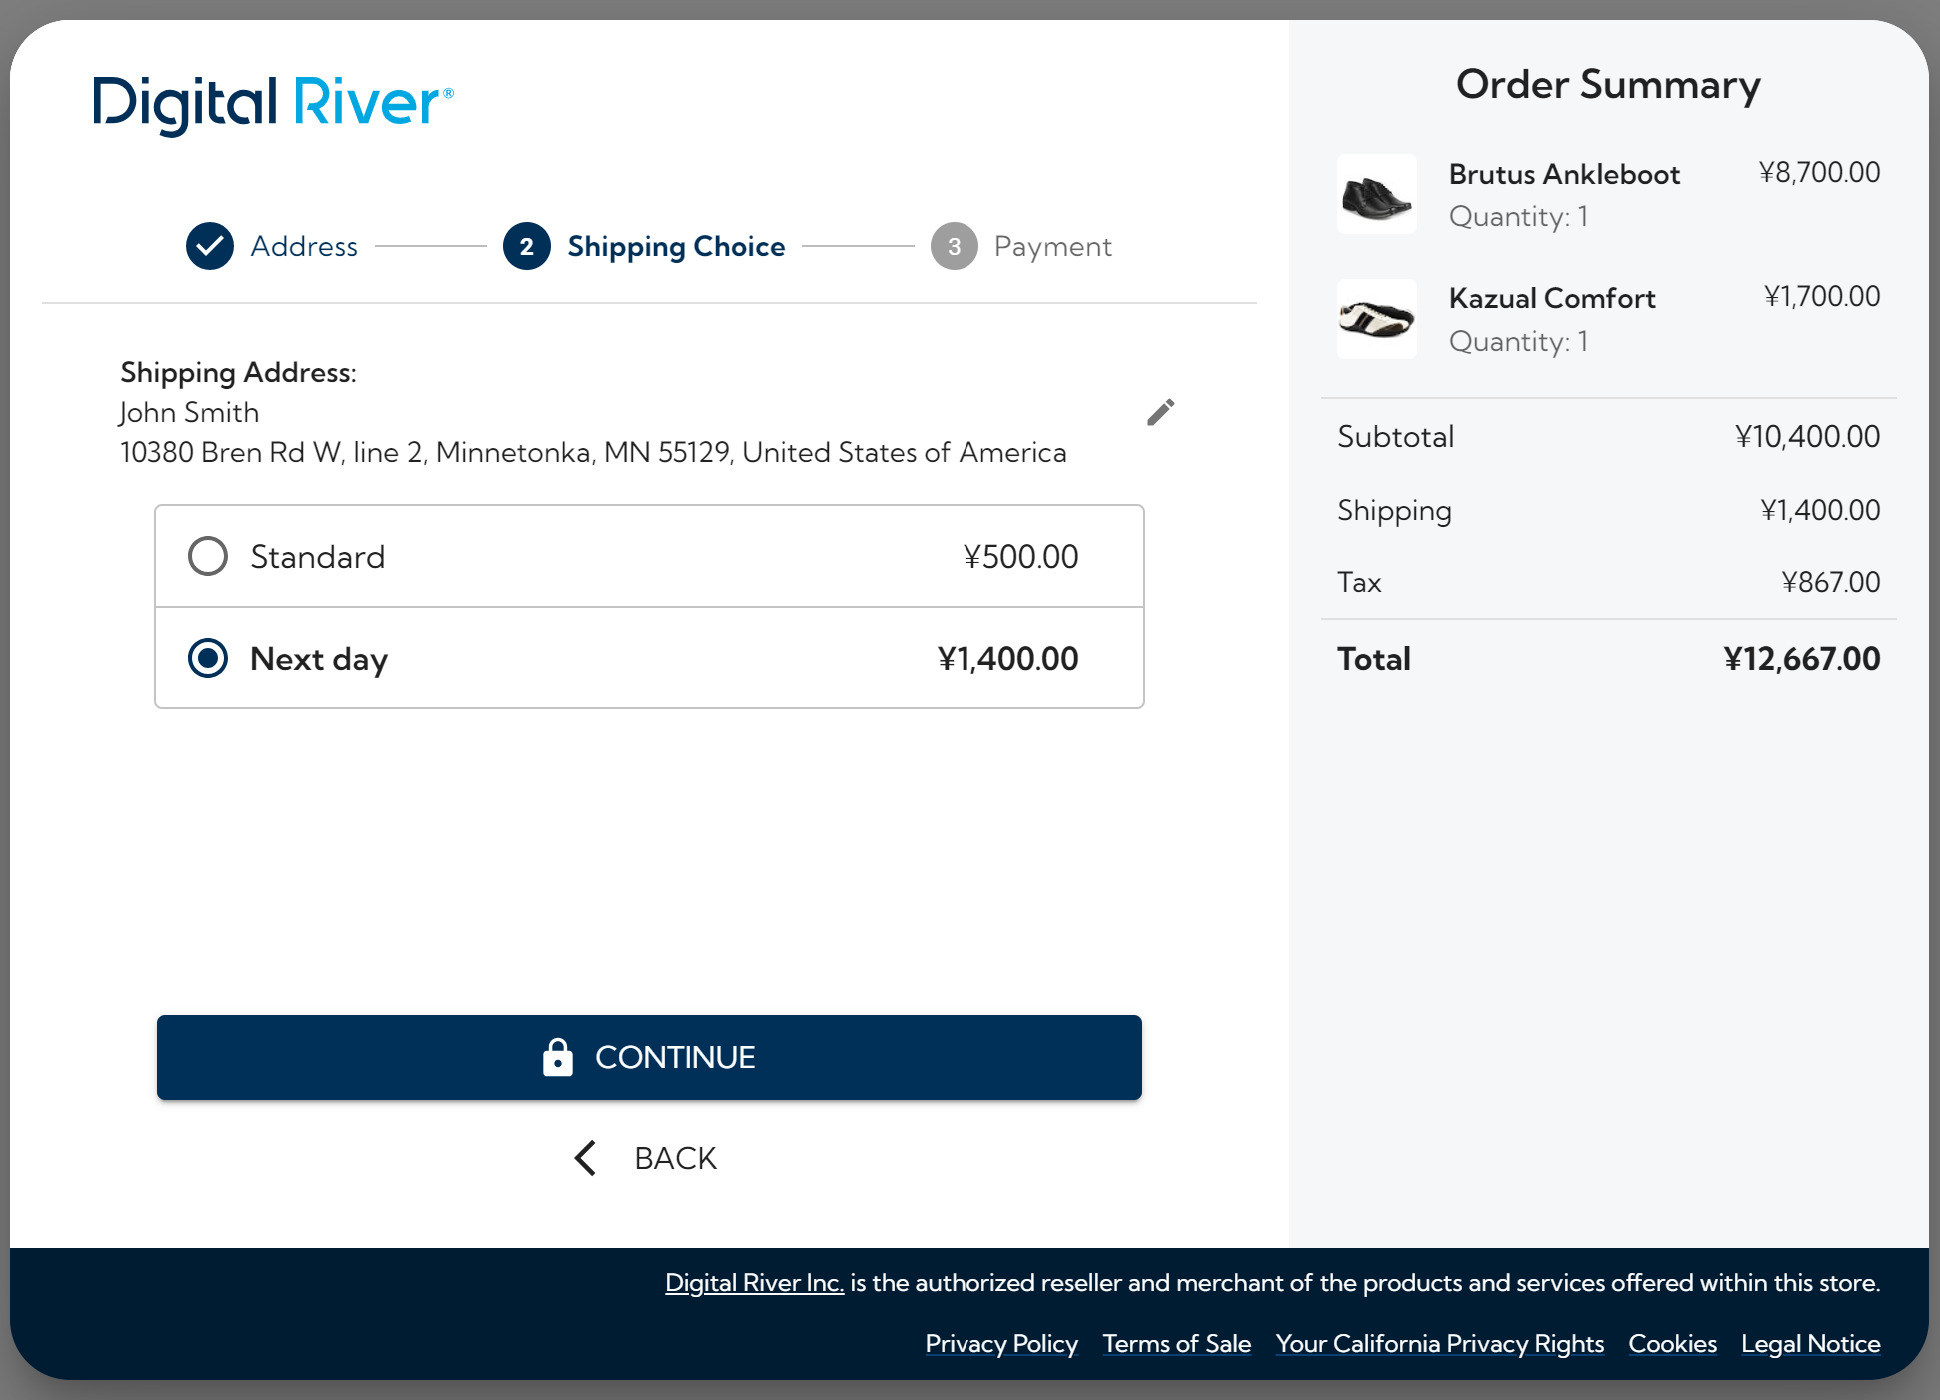 Digital River®
Address
2 Shipping Choice
3 Payment
Shipping Address:
John Smith
10380 Bren Rd W, line 2, Minnetonka, MN 55129, United States of America
Standard ¥500.00
Next day ¥1,400.00
CONTINUE
BACK
Order Summary
Brutus Ankleboot ¥8,700.00
Quantity: 1
Kazual Comfort ¥1,700.00
Quantity: 1
Subtotal ¥10,400.00
Shipping ¥1,400.00
Tax ¥867.00
Total ¥12,667.00
Digital River Inc. is the authorized reseller and merchant of the products and services offered within this store.
Privacy Policy Terms of Sale Your California Privacy Rights Cookies Legal Notice